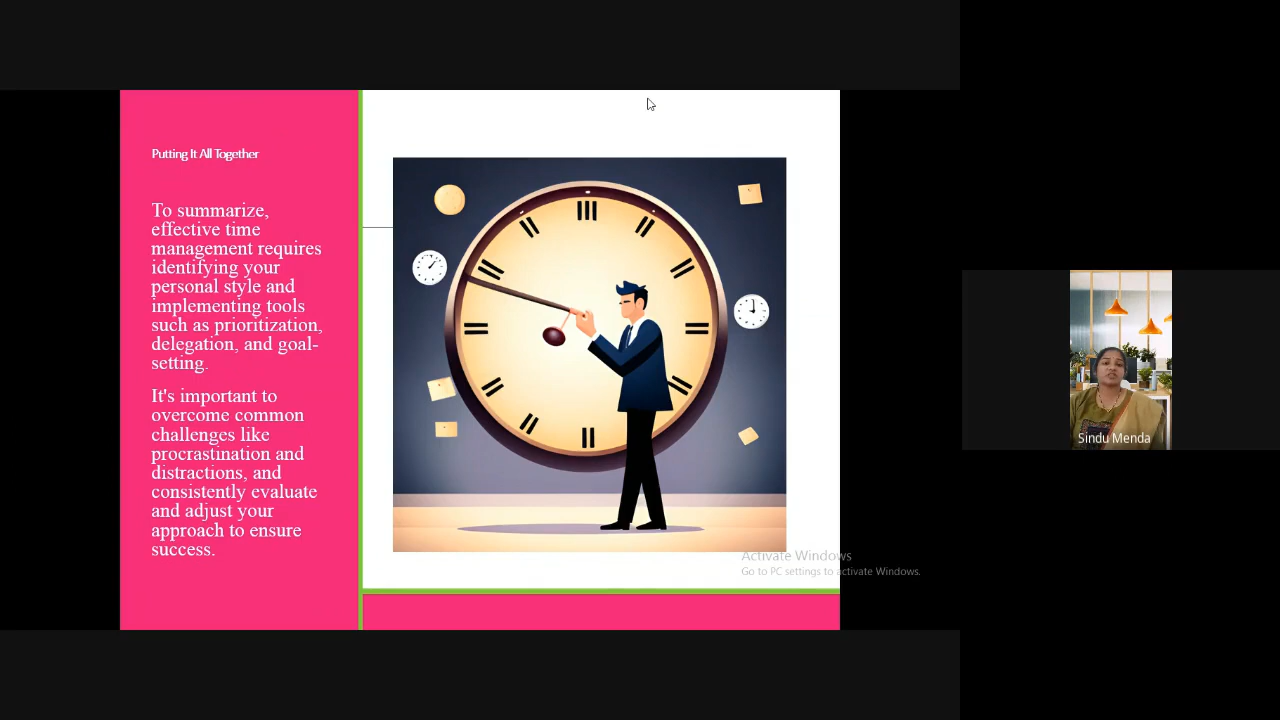 Putting It All Together
To summarize,
effective time
management requires
identifying your
personal style and
implementing tools
such as prioritization,
delegation, and goal-
setting.
It's important to
overcome common
challenges like
procrastination and
distractions, and
consistently evaluate
and adjust your
approach to ensure
success.
Activate Windows
Go to PC settings to activate Windows.
Sindu Menda